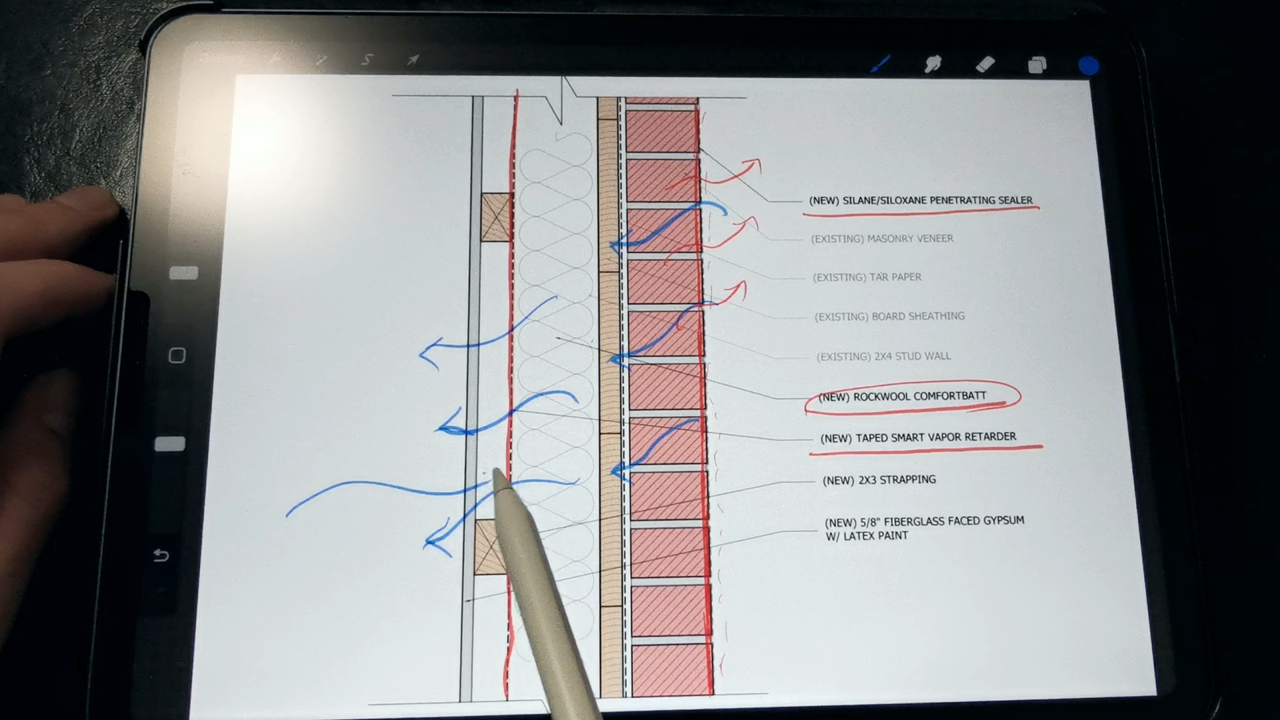 (NEW) SILANE/SILOXANE PENETRATING SEALER
(EXISTING) MASONRY VENEER
(EXISTING) TAR PAPER
(EXISTING) BOARD SHEATHING
(EXISTING) 2X4 STUD WALL
(NEW) ROCKWOOL COMFORTBATT
(NEW) TAPED SMART VAPOR RETARDER
(NEW) 2X3 STRAPPING
(NEW) 5/8" FIBERGLASS FACED GYPSUM
W/ LATEX PAINT